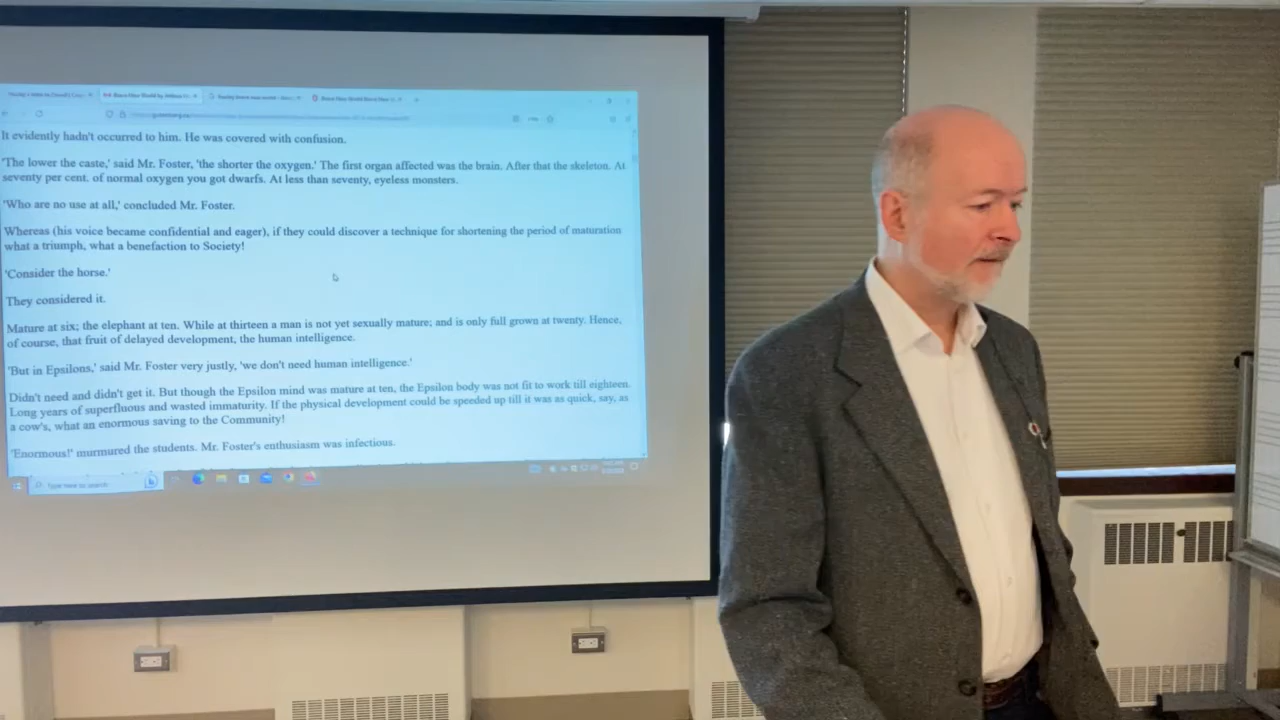 Brave New World by Aldous
It evidently hadn't occurred to him. He was covered with confusion.
'The lower the caste,' said Mr. Foster, 'the shorter the oxygen.' The first organ affected was the brain. After that the skeleton. At
seventy per cent. of normal oxygen you got dwarfs. At less than seventy, eyeless monsters.
'Who are no use at all,' concluded Mr. Foster.
Whereas (his voice became confidential and eager), if they could discover a technique for shortening the period of maturation
what a triumph, what a benefaction to Society!
'Consider the horse.'
They considered it.
Mature at six; the elephant at ten. While at thirteen a man is not yet sexually mature; and is only full grown at twenty. Hence,
of course, that fruit of delayed development, the human intelligence.
'But in Epsilons,' said Mr. Foster very justly, 'we don't need human intelligence.'
Didn't need and didn't get it. But though the Epsilon mind was mature at ten, the Epsilon body was not fit to work till eighteen.
Long years of superfluous and wasted immaturity. If the physical development could be speeded up till it was as quick, say, as
a cow's, what an enormous saving to the Community!
'Enormous!' murmured the students. Mr. Foster's enthusiasm was infectious.
Type here to search